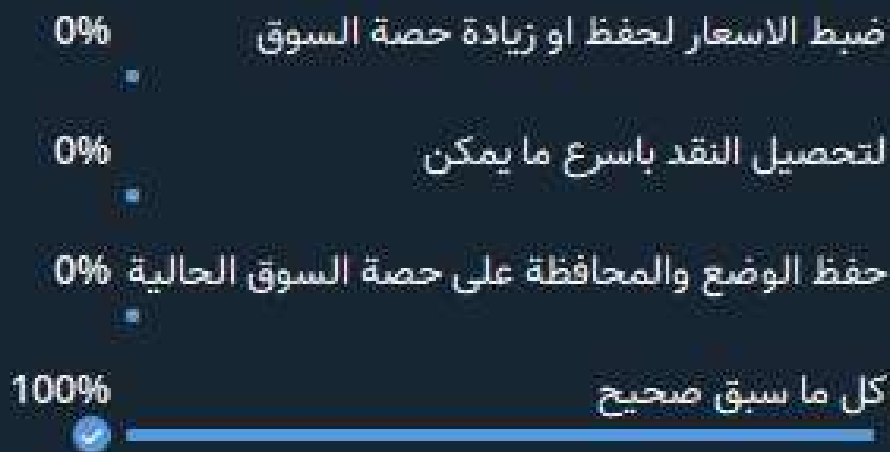 ضبط الاسعار لحفظ او زيادة حصة السوق 0%
لتحصيل النقد باسرع ما يمكن 0%
حفظ الوضع والمحافظة على حصة السوق الحالية 0%
كل ما سبق صحيح 100%